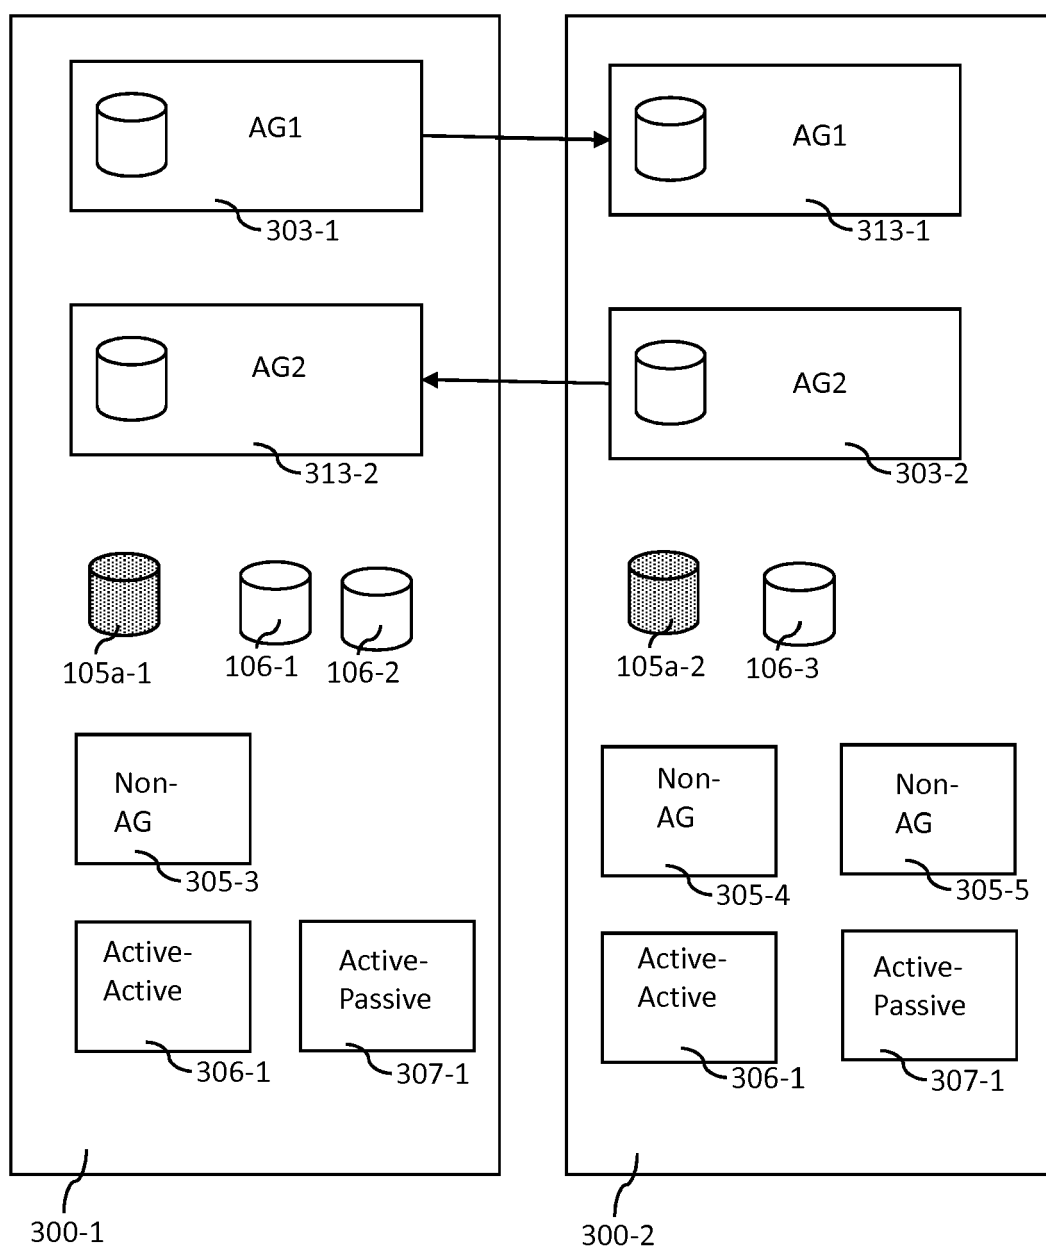 AG1
303-1
AG1
313-1
AG2
313-2
AG2
303-2
105a-1
106-1
106-2
105a-2
106-3
Non-
AG
305-3
Non-
AG
305-4
Non-
AG
305-5
Active-
Active
306-1
Active-
Passive
307-1
Active-
Active
306-1
Active-
Passive
307-1
300-1
300-2